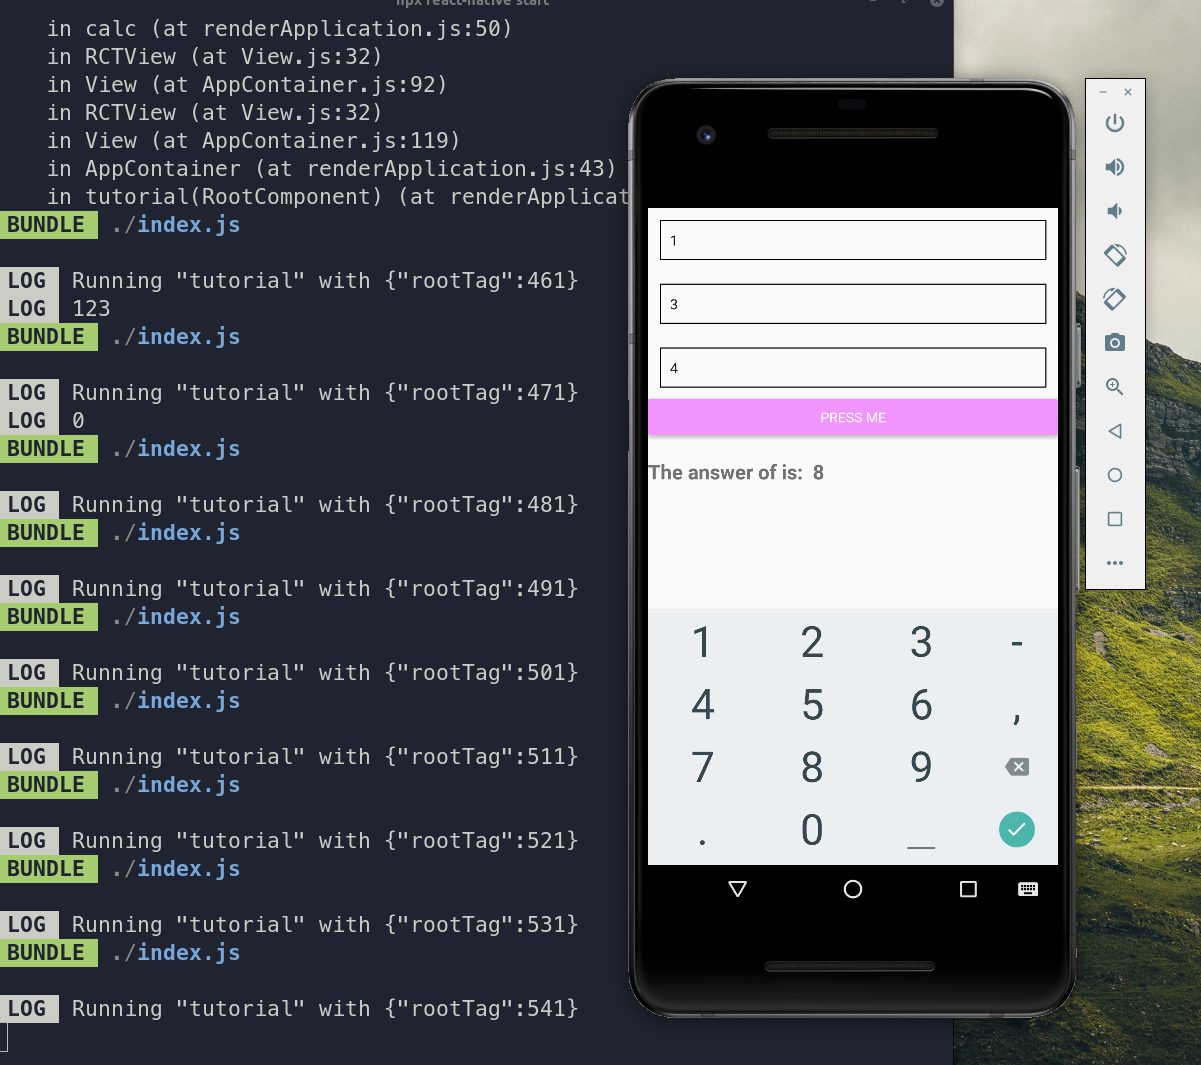 npx react-native start
in calc (at renderApplication.js:50)
in RCTView (at View.js:32)
in View (at AppContainer.js:92)
in RCTView (at View.js:32)
in View (at AppContainer.js:119)
in AppContainer (at renderApplication.js:43)
in tutorial(RootComponent) (at renderApplicat
BUNDLE ./index.js
LOG Running "tutorial" with {"rootTag":461}
LOG 123
BUNDLE ./index.js
LOG Running "tutorial" with {"rootTag":471}
LOG 0
BUNDLE ./index.js
LOG Running "tutorial" with {"rootTag":481}
BUNDLE ./index.js
LOG Running "tutorial" with {"rootTag":491}
BUNDLE ./index.js
LOG Running "tutorial" with {"rootTag":501}
BUNDLE ./index.js
LOG Running "tutorial" with {"rootTag":511}
BUNDLE ./index.js
LOG Running "tutorial" with {"rootTag":521}
BUNDLE ./index.js
LOG Running "tutorial" with {"rootTag":531}
BUNDLE ./index.js
LOG Running "tutorial" with {"rootTag":541}
1
3
4
PRESS ME
The answer of is: 8
1 2 3 -
4 5 6 ,
7 8 9
. 0 _